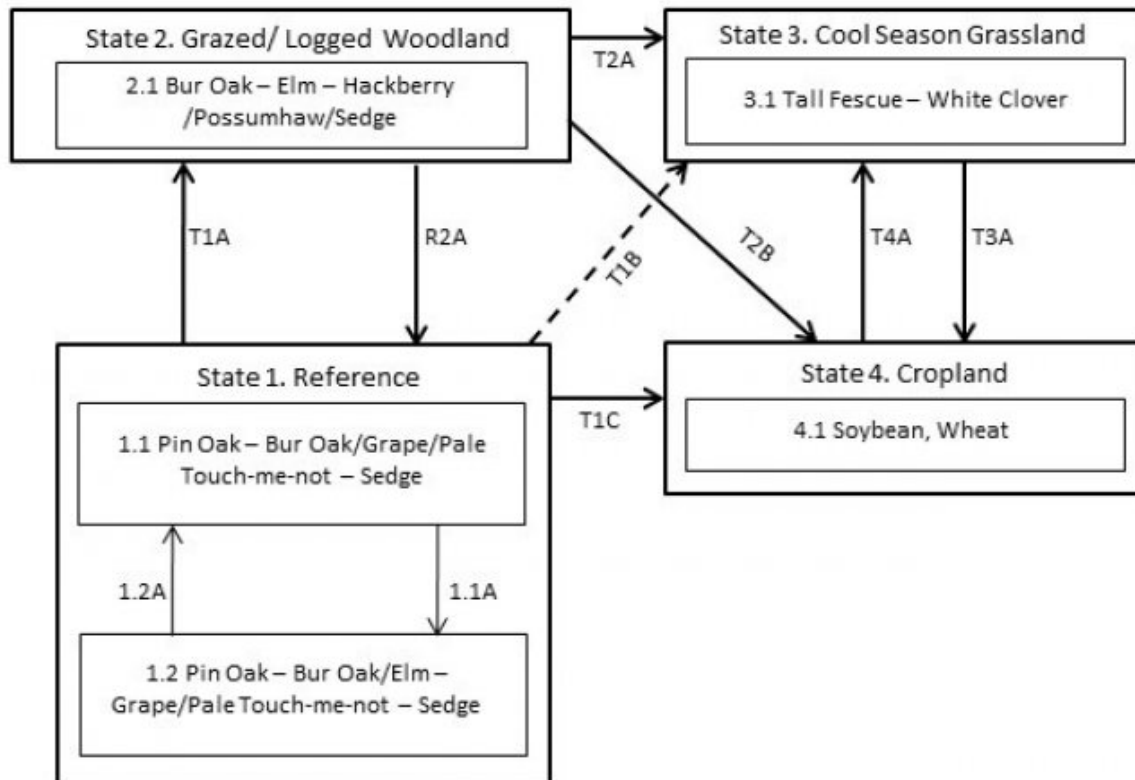 State 2. Grazed/ Logged Woodland
2.1 Bur Oak – Elm – Hackberry
/Possumhaw/Sedge
T2A
State 3. Cool Season Grassland
3.1 Tall Fescue – White Clover
T1A
R2A
T1B
T2B
T4A
T3A
State 1. Reference
1.1 Pin Oak – Bur Oak/Grape/Pale
Touch-me-not – Sedge
1.2A
1.1A
1.2 Pin Oak – Bur Oak/Elm –
Grape/Pale Touch-me-not – Sedge
T1C
State 4. Cropland
4.1 Soybean, Wheat